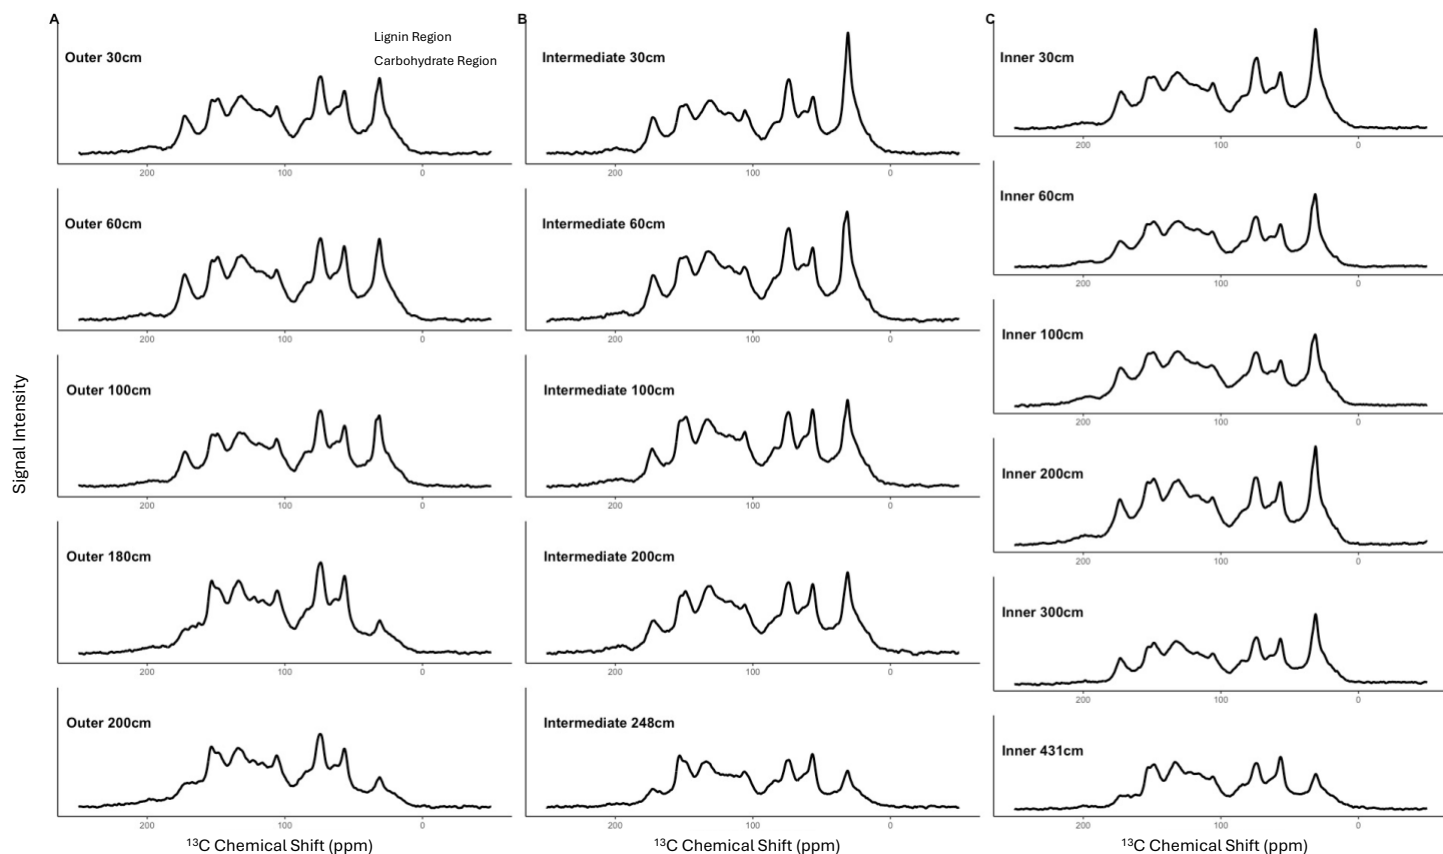 A
Lignin Region
Carbohydrate Region
Outer 30cm
200 100 0
Outer 60cm
200 100 0
Outer 100cm
200 100 0
Outer 180cm
200 100 0
Outer 200cm
200 100 0
¹³C Chemical Shift (ppm)
Signal Intensity
B
Intermediate 30cm
200 100 0
Intermediate 60cm
200 100 0
Intermediate 100cm
200 100 0
Intermediate 200cm
200 100 0
Intermediate 248cm
200 100 0
C
Inner 30cm
200 100 0
Inner 60cm
200 100 0
Inner 100cm
200 100 0
Inner 200cm
200 100 0
Inner 300cm
200 100 0
Inner 431cm
200 100 0
¹³C Chemical Shift (ppm)
¹³C Chemical Shift (ppm)